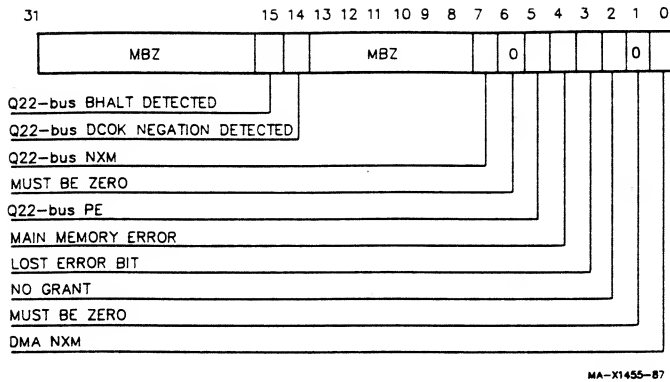 31 15 14 13 12 11 10 9 8 7 6 5 4 3 2 1 0
MBZ MBZ 0 0
Q22-bus BHALT DETECTED
Q22-bus DCOK NEGATION DETECTED
Q22-bus NXM
MUST BE ZERO
Q22-bus PE
MAIN MEMORY ERROR
LOST ERROR BIT
NO GRANT
MUST BE ZERO
DMA NXM
MA-X1455-87